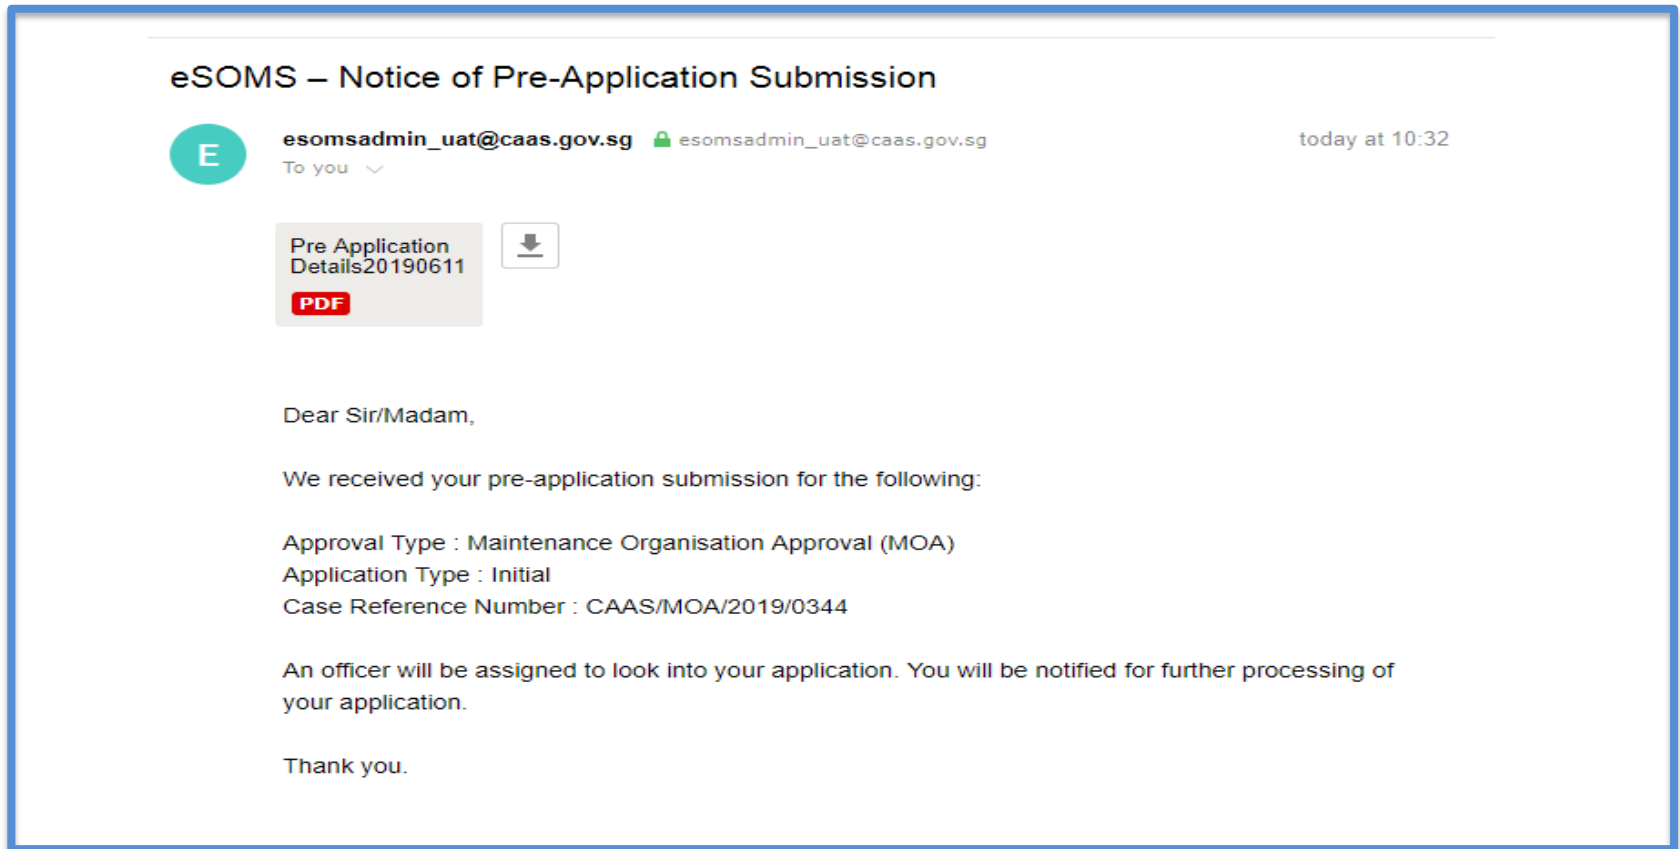 eSOMS – Notice of Pre-Application Submission
E
esomsadmin_uat@caas.gov.sg esomsadmin_uat@caas.gov.sg today at 10:32
To you
Pre Application
Details20190611
PDF
Dear Sir/Madam,
We received your pre-application submission for the following:
Approval Type : Maintenance Organisation Approval (MOA)
Application Type : Initial
Case Reference Number : CAAS/MOA/2019/0344
An officer will be assigned to look into your application. You will be notified for further processing of
your application.
Thank you.